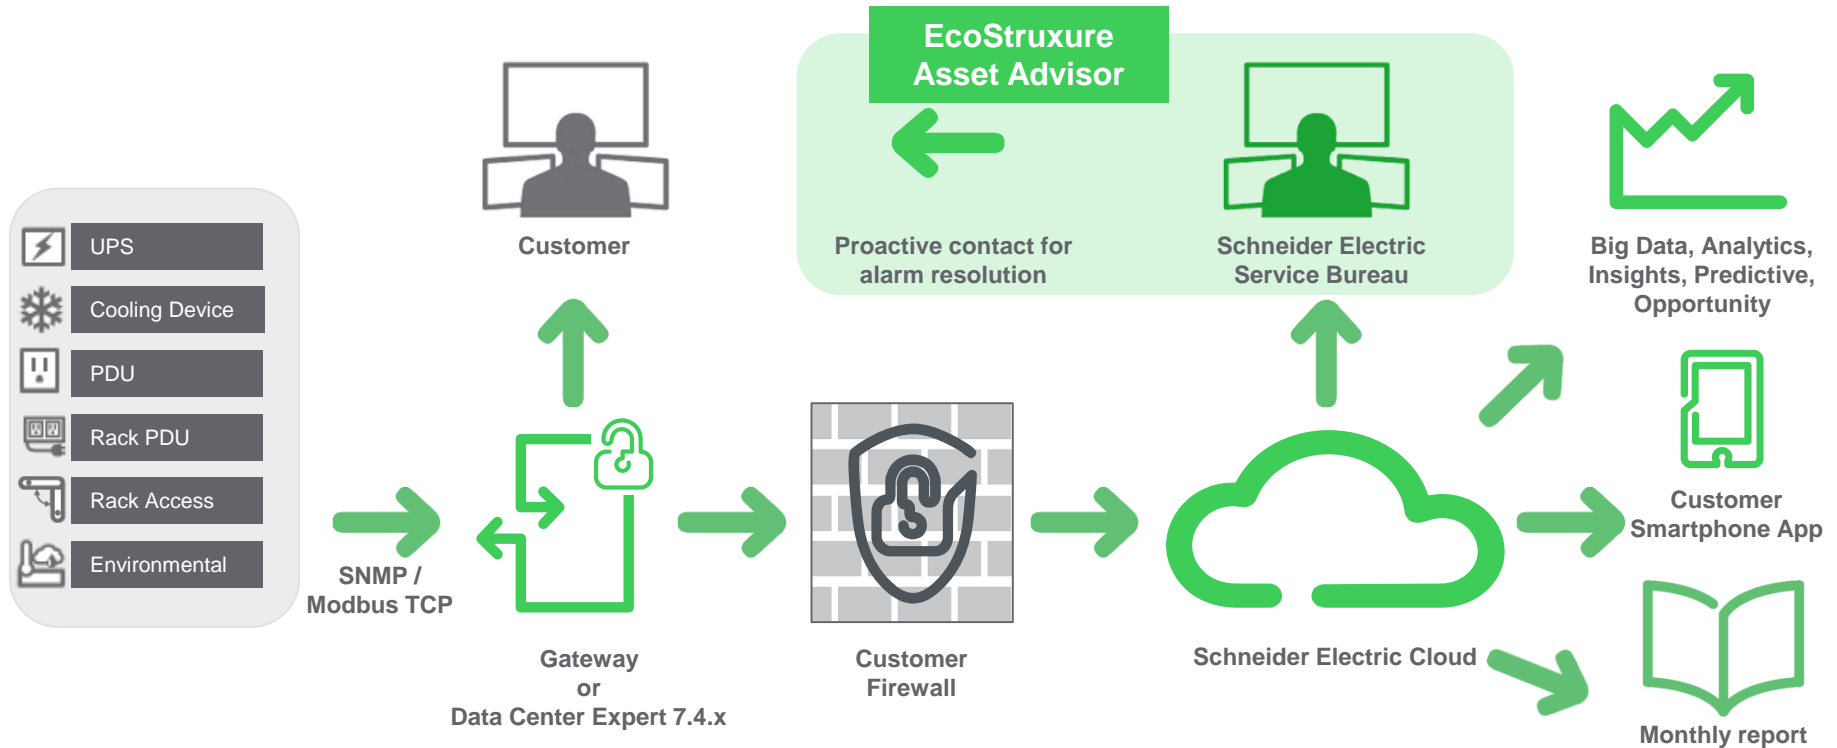 EcoStruxure
Asset Advisor
UPS
Cooling Device
PDU
Rack PDU
Rack Access
Environmental
SNMP /
Modbus TCP
Customer
Gateway
or
Data Center Expert 7.4.x
Proactive contact for
alarm resolution
Schneider Electric
Service Bureau
Customer
Firewall
Schneider Electric Cloud
Big Data, Analytics,
Insights, Predictive,
Opportunity
Customer
Smartphone App
Monthly report